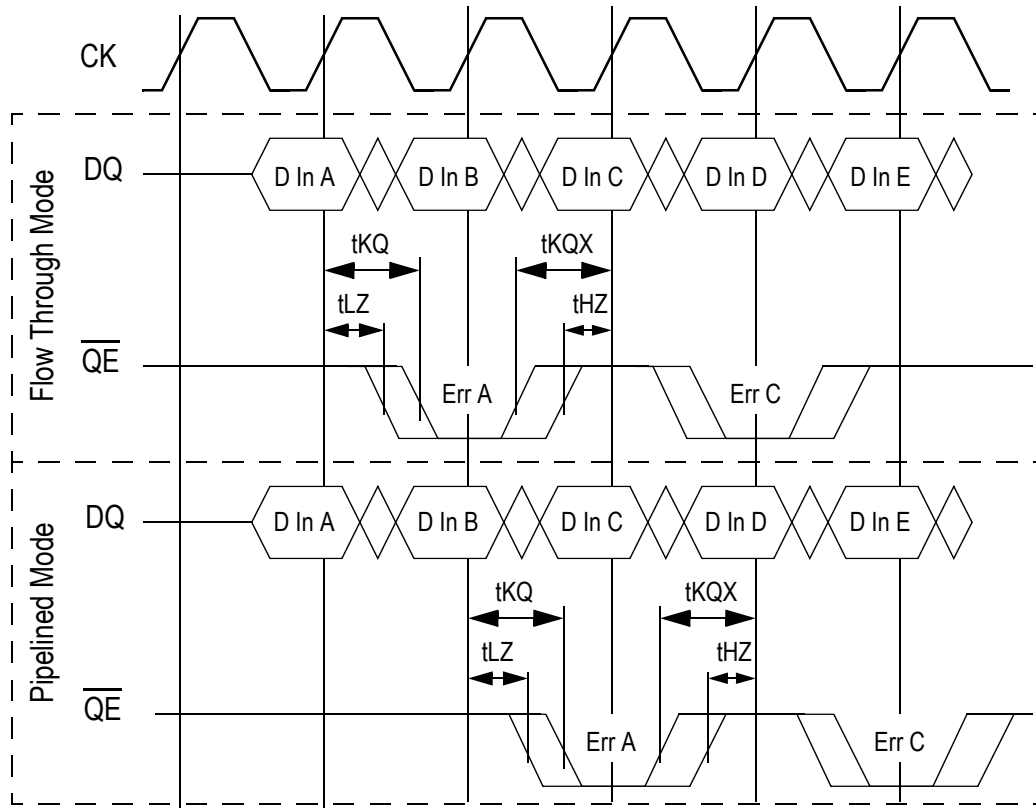 CK
Flow Through Mode
DQ
D In A
D In B
D In C
D In D
D In E
tKQ
tKQX
tLZ
tHZ
QE
Err A
Err C
Pipelined Mode
DQ
D In A
D In B
D In C
D In D
D In E
tKQ
tKQX
tLZ
tHZ
QE
Err A
Err C